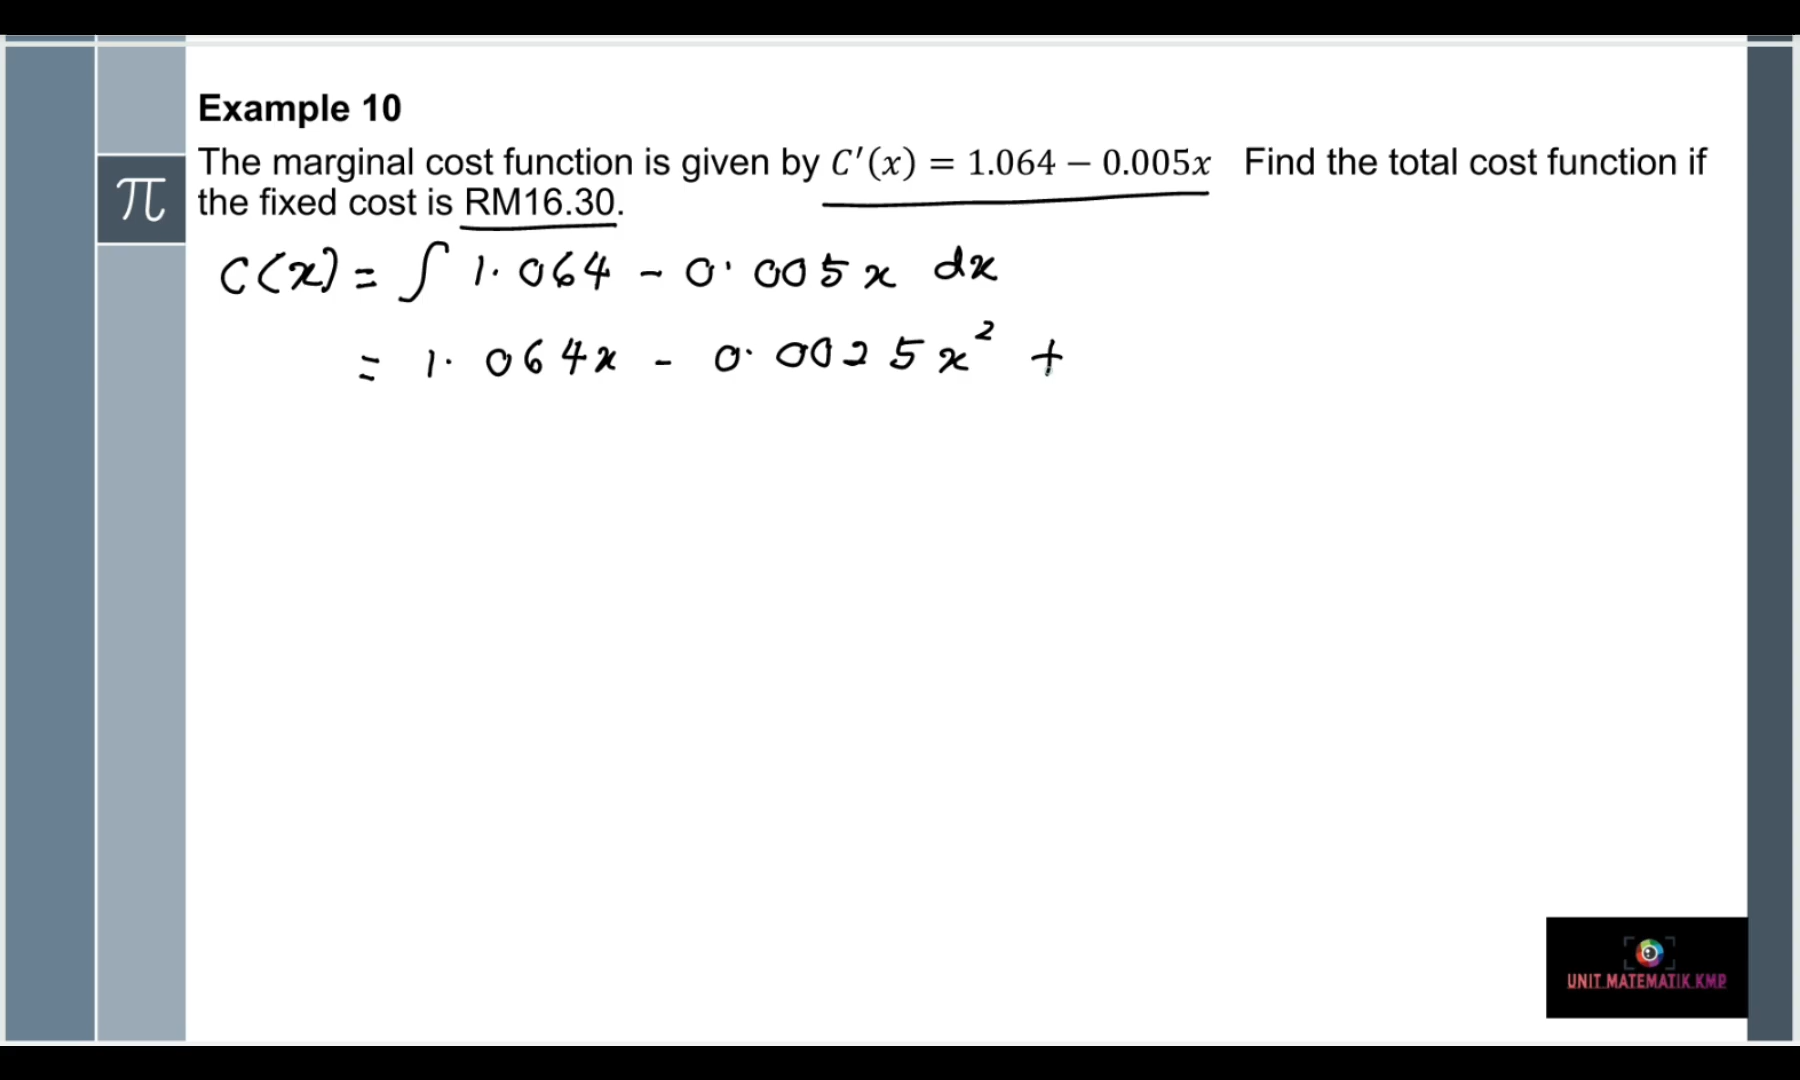 Example 10
The marginal cost function is given by C′(x) = 1.064 − 0.005x Find the total cost function if
the fixed cost is RM16.30.
π
C(x) = ∫ 1.064 - 0.005x dx
= 1.064x - 0.0025x² +
UNIT MATEMATIK KMP